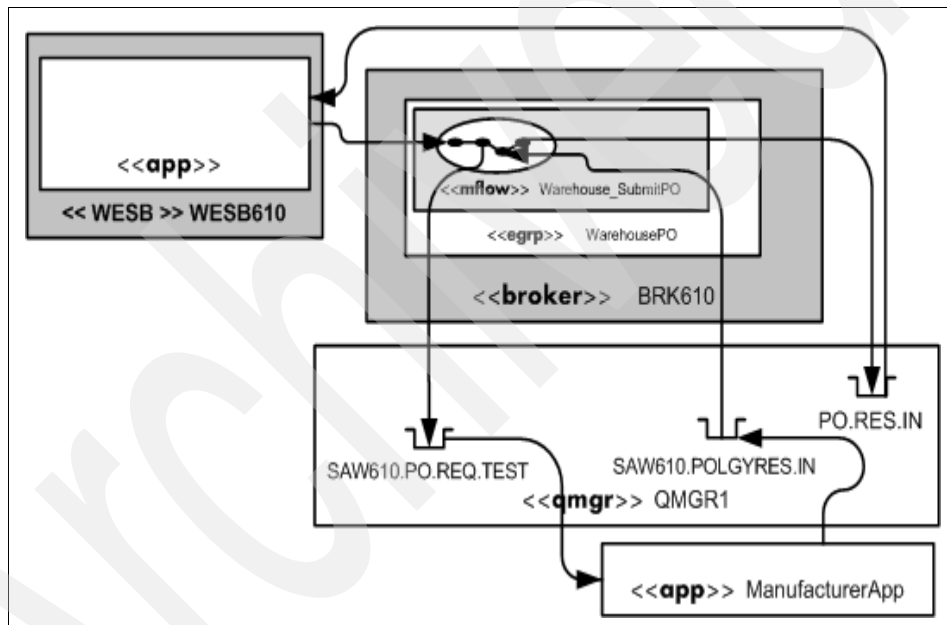 <<app>>
<< WESB >> WESB610
<<mflow>> Warehouse_SubmitPO
<<egrp>> WarehousePO
<<broker>> BRK610
PO.RES.IN
SAW610.PO.REQ.TEST
SAW610.POLGYRES.IN
<<qmgr>> QMGR1
<<app>> ManufacturerApp